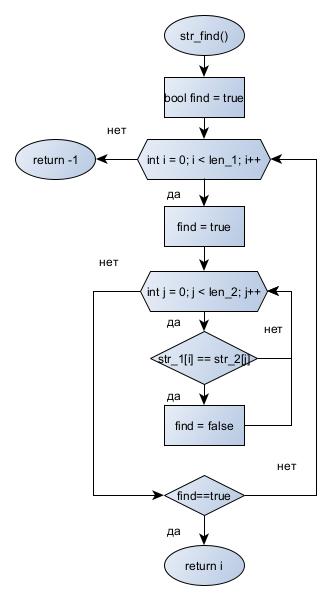 str_find()
bool find = true
нет
return -1
int i = 0; i < len_1; i++
да
find = true
нет
int j = 0; j < len_2; j++
да
нет
str_1[i] == str_2[j]
да
find = false
нет
find==true
да
return i